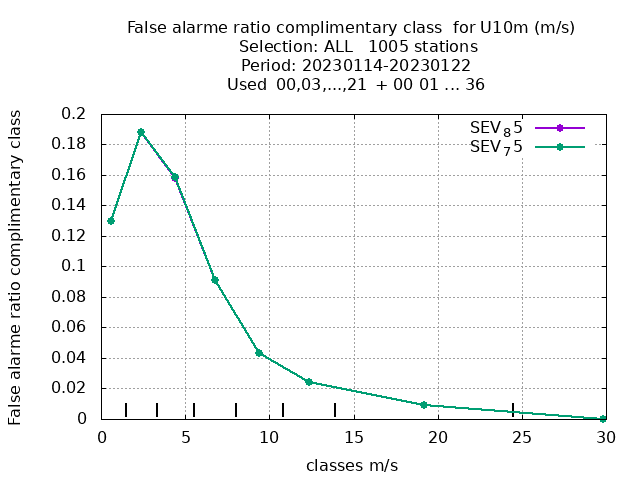 False alarme ratio complimentary class for U10m (m/s)
Selection: ALL 1005 stations
Period: 20230114-20230122
Used 00,03,...,21 + 00 01 ... 36
False alarme ratio complimentary class
0.2
0.18
0.16
0.14
0.12
0.1
0.08
0.06
0.04
0.02
0
SEV₈5
SEV₇5
0 5 10 15 20 25 30
classes m/s